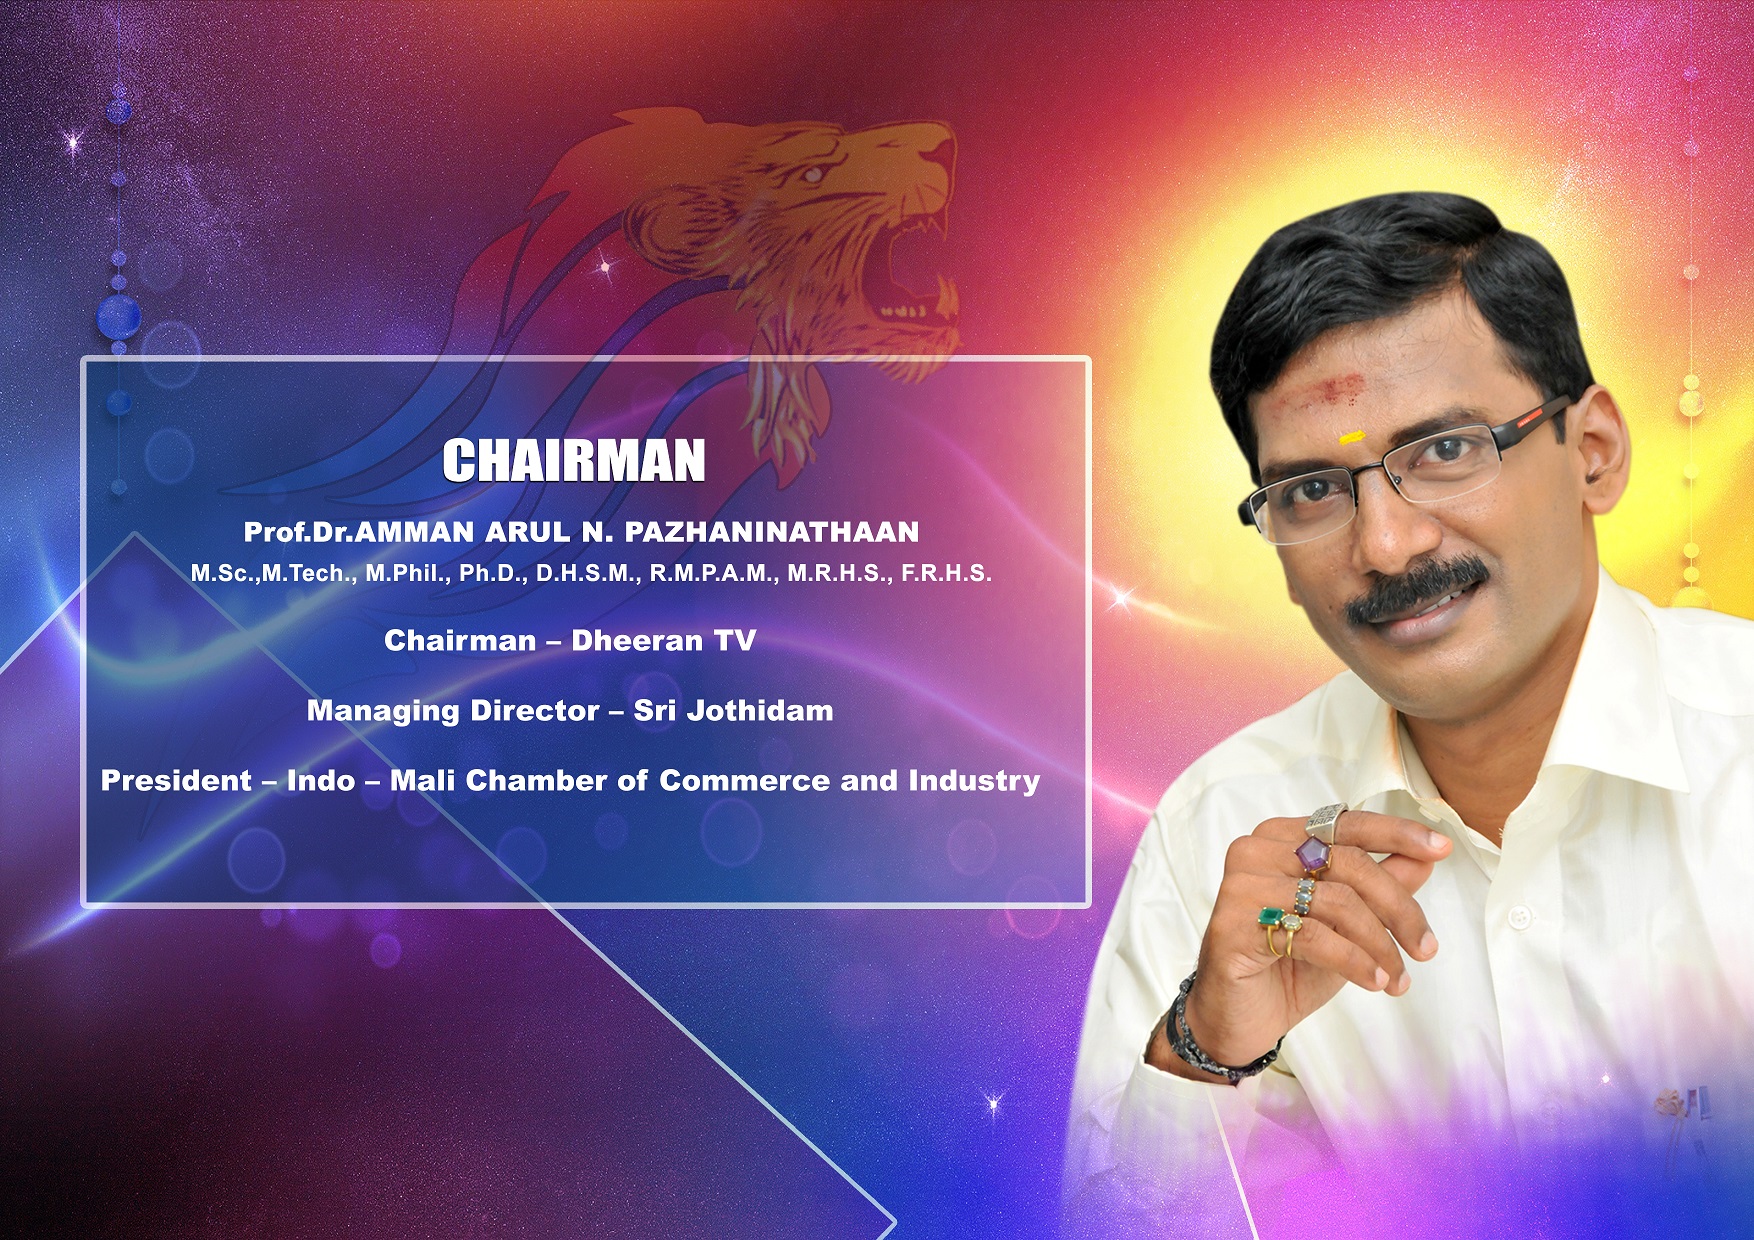 CHAIRMAN
Prof.Dr.AMMAN ARUL N. PAZHANINATHAAN
M.Sc.,M.Tech., M.Phil., Ph.D., D.H.S.M., R.M.P.A.M., M.R.H.S., F.R.H.S.
Chairman – Dheeran TV
Managing Director – Sri Jothidam
President – Indo – Mali Chamber of Commerce and Industry